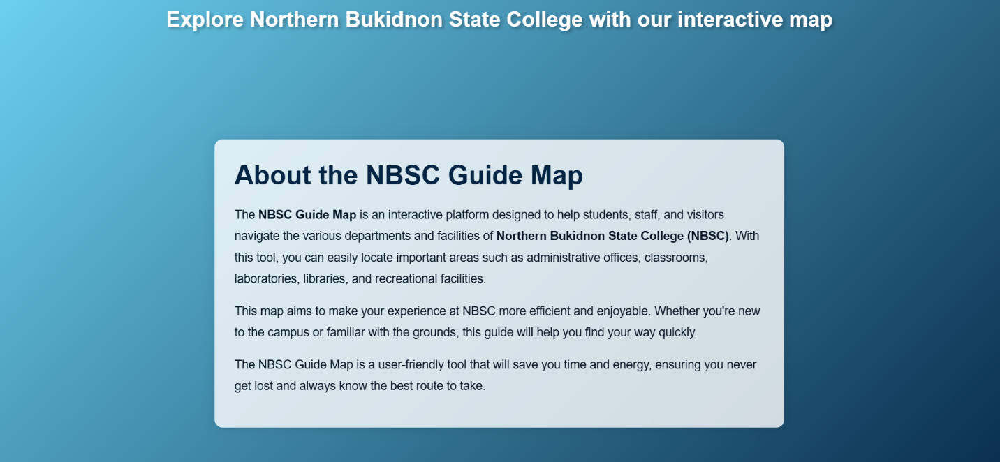 Explore Northern Bukidnon State College with our interactive map
About the NBSC Guide Map
The NBSC Guide Map is an interactive platform designed to help students, staff, and visitors
navigate the various departments and facilities of Northern Bukidnon State College (NBSC). With
this tool, you can easily locate important areas such as administrative offices, classrooms,
laboratories, libraries, and recreational facilities.
This map aims to make your experience at NBSC more efficient and enjoyable. Whether you're new
to the campus or familiar with the grounds, this guide will help you find your way quickly.
The NBSC Guide Map is a user-friendly tool that will save you time and energy, ensuring you never
get lost and always know the best route to take.